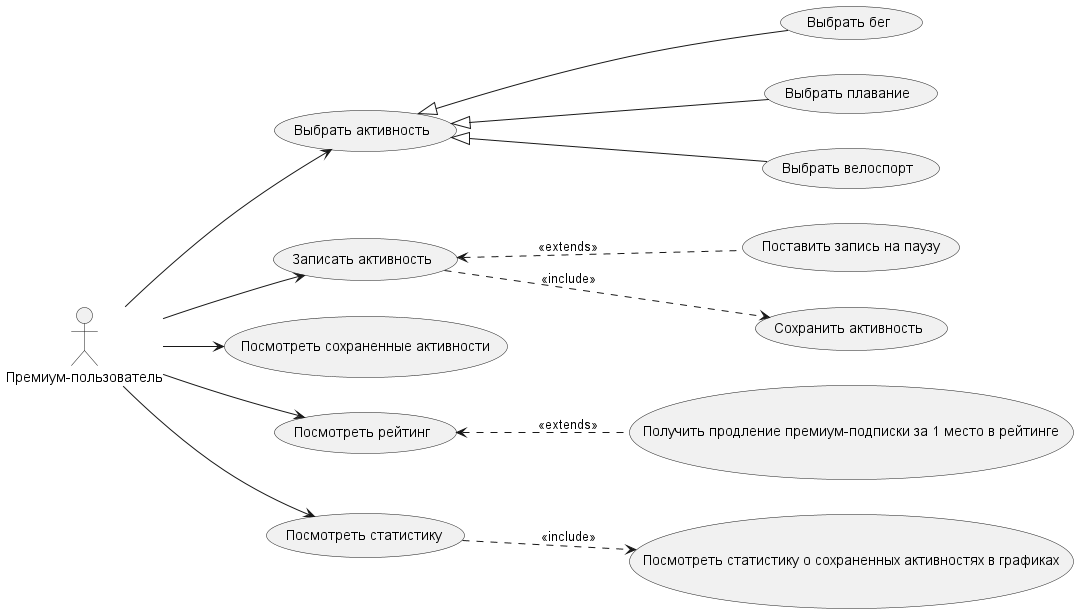 Выбрать бег
Выбрать плавание
Выбрать активность
Выбрать велоспорт
«extends»
Поставить запись на паузу
Записать активность
«include»
Сохранить активность
Посмотреть сохраненные активности
Премиум-пользователь
Посмотреть рейтинг
«extends»
Получить продление премиум-подписки за 1 место в рейтинге
Посмотреть статистику
«include»
Посмотреть статистику о сохраненных активностях в графиках